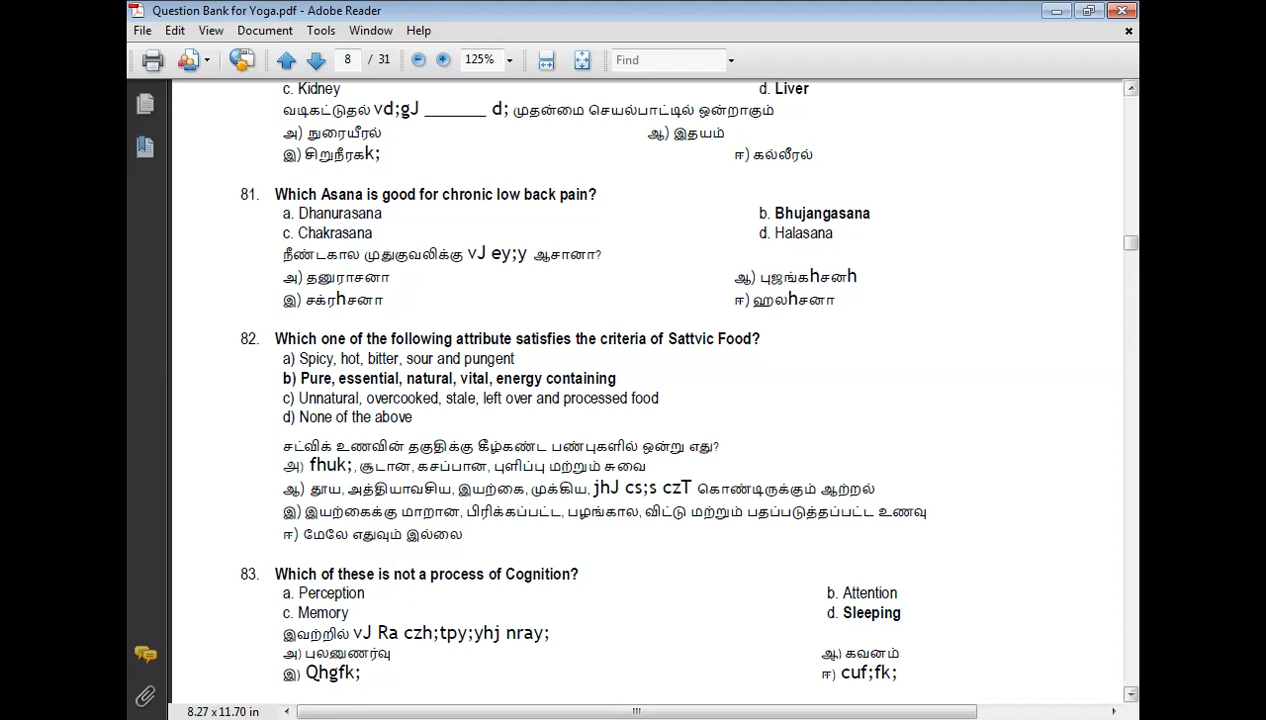 Question Bank for Yoga.pdf - Adobe Reader
File Edit View Document Tools Window Help
8 / 31 125% Find
c. Kidney d. Liver
வடிகட்டுதல் vd;gJ _______ d; முதன்மை செயல்பாட்டில் ஒன்றாகும்
அ) நுரையீரல் ஆ) இதயம்
இ) சிறுநீரகk; ஈ) கல்லீரல்
81. Which Asana is good for chronic low back pain?
a. Dhanurasana b. Bhujangasana
c. Chakrasana d. Halasana
நீண்டகால முதுகுவலிக்கு vJ ey;y ஆசானா?
அ) தனுராசனா ஆ) புஜங்கhசனh
இ) சக்ரhசனா ஈ) ஹலhசனா
82. Which one of the following attribute satisfies the criteria of Sattvic Food?
a) Spicy, hot, bitter, sour and pungent
b) Pure, essential, natural, vital, energy containing
c) Unnatural, overcooked, stale, left over and processed food
d) None of the above
சட்விக் உணவின் தகுதிக்கு கீழ்கண்ட பண்புகளில் ஒன்று எது?
அ) fhuk;, சூடான, கசப்பான, புளிப்பு மற்றும் சுவை
ஆ) தூய, அத்தியாவசிய, இயற்கை, முக்கிய, jhJ cs;s czT கொண்டிருக்கும் ஆற்றல்
இ) இயற்கைக்கு மாறான, பிரிக்கப்பட்ட, பழங்கால, விட்டு மற்றும் பதப்படுத்தப்பட்ட உணவு
ஈ) மேலே எதுவும் இல்லை
83. Which of these is not a process of Cognition?
a. Perception b. Attention
c. Memory d. Sleeping
இவற்றில் vJ Ra czh;tpy;yhj nray;
அ) பலனுணர்வு ஆ) கவனம்
இ) Qhgfk; ஈ) cuf;fk;
8.27 x 11.70 in